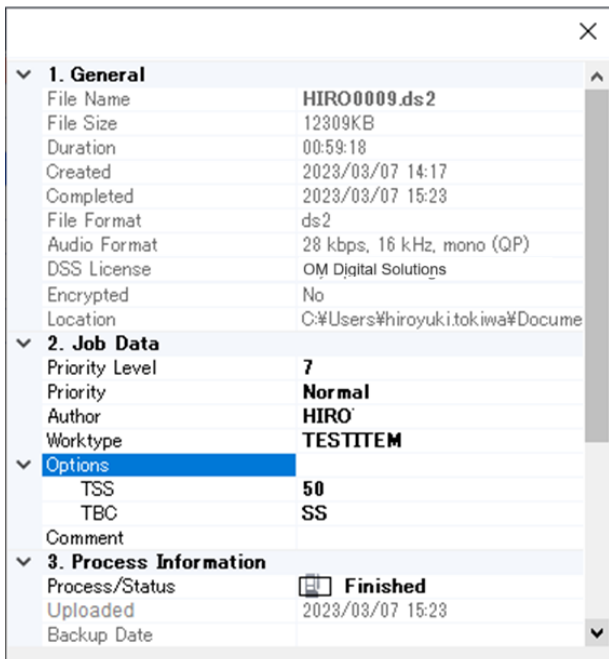 1. General
File Name HIRO0009.ds2
File Size 12309KB
Duration 00:59:18
Created 2023/03/07 14:17
Completed 2023/03/07 15:23
File Format ds2
Audio Format 28 kbps, 16 kHz, mono (QP)
DSS License OM Digital Solutions
Encrypted No
Location C:¥Users¥hiroyuki.tokiwa¥Docume
2. Job Data
Priority Level 7
Priority Normal
Author HIRO
Worktype TESTITEM
Options
TSS 50
TBC SS
Comment
3. Process Information
Process/Status Finished
Uploaded 2023/03/07 15:23
Backup Date